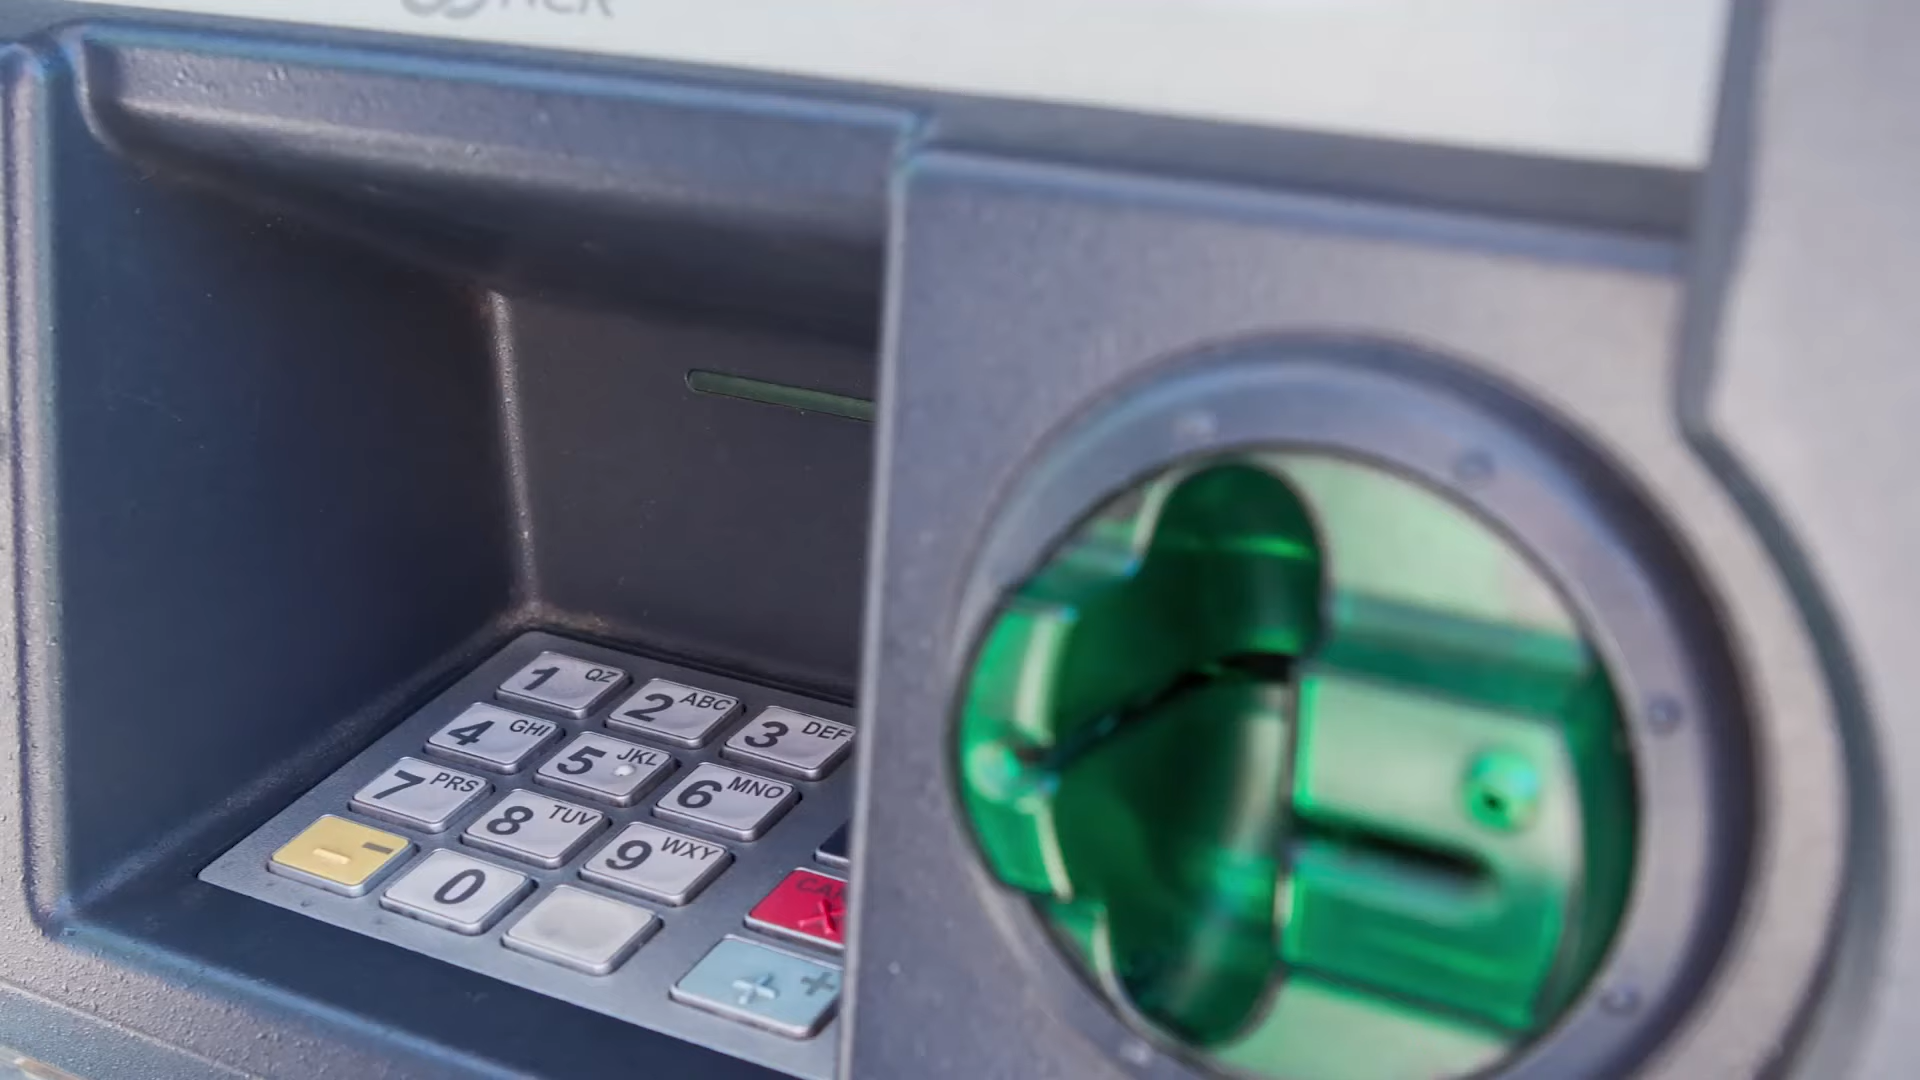 NCR
1 QZ
2 ABC
3 DEF
4 GHI
5 JKL
6 MNO
7 PRS
8 TUV
9 WXY
0